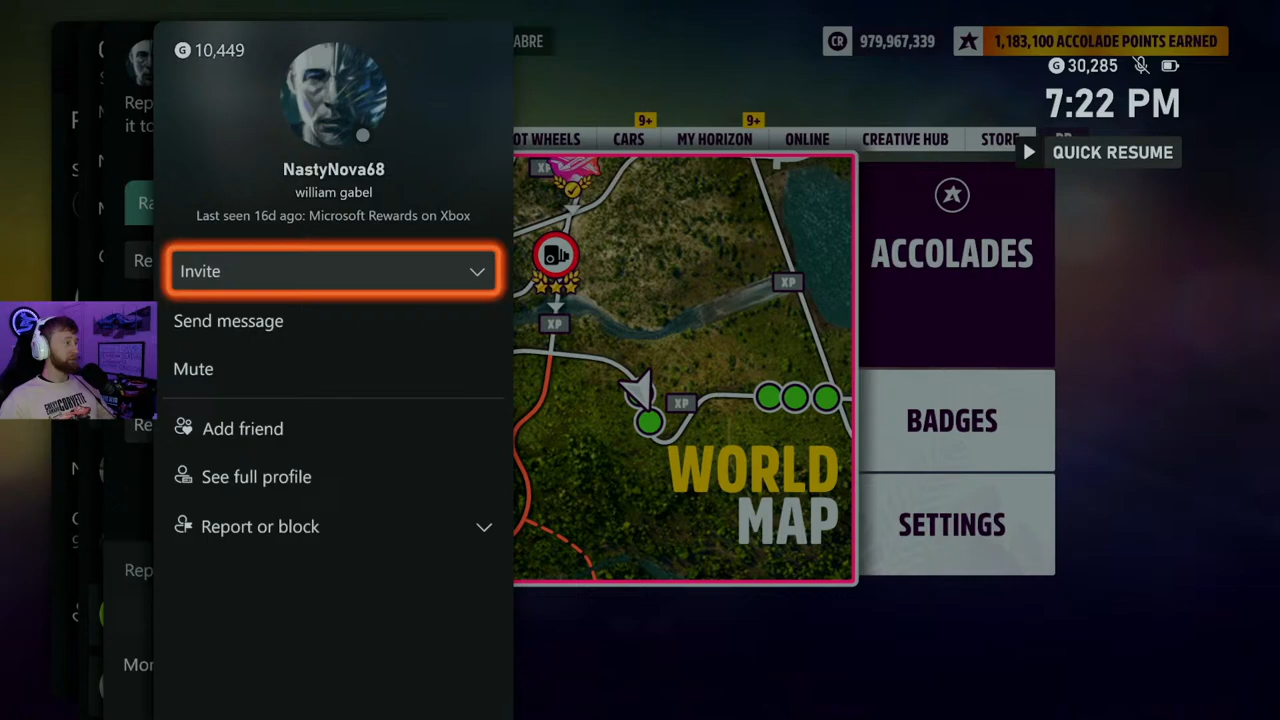 10,449
NastyNova68
william gabel
Last seen 16d ago: Microsoft Rewards on Xbox
Invite
Send message
Mute
Add friend
See full profile
Report or block
Rep
it to
Re
Re
Rep
Mor
ABRE
CR 979,967,339
1,183,100 ACCOLADE POINTS EARNED
30,285
7:22 PM
QUICK RESUME
9+
9+
OT WHEELS
CARS
MY HORIZON
ONLINE
CREATIVE HUB
STORE
XP
XP
XP
XP
WORLD
MAP
ACCOLADES
BADGES
SETTINGS